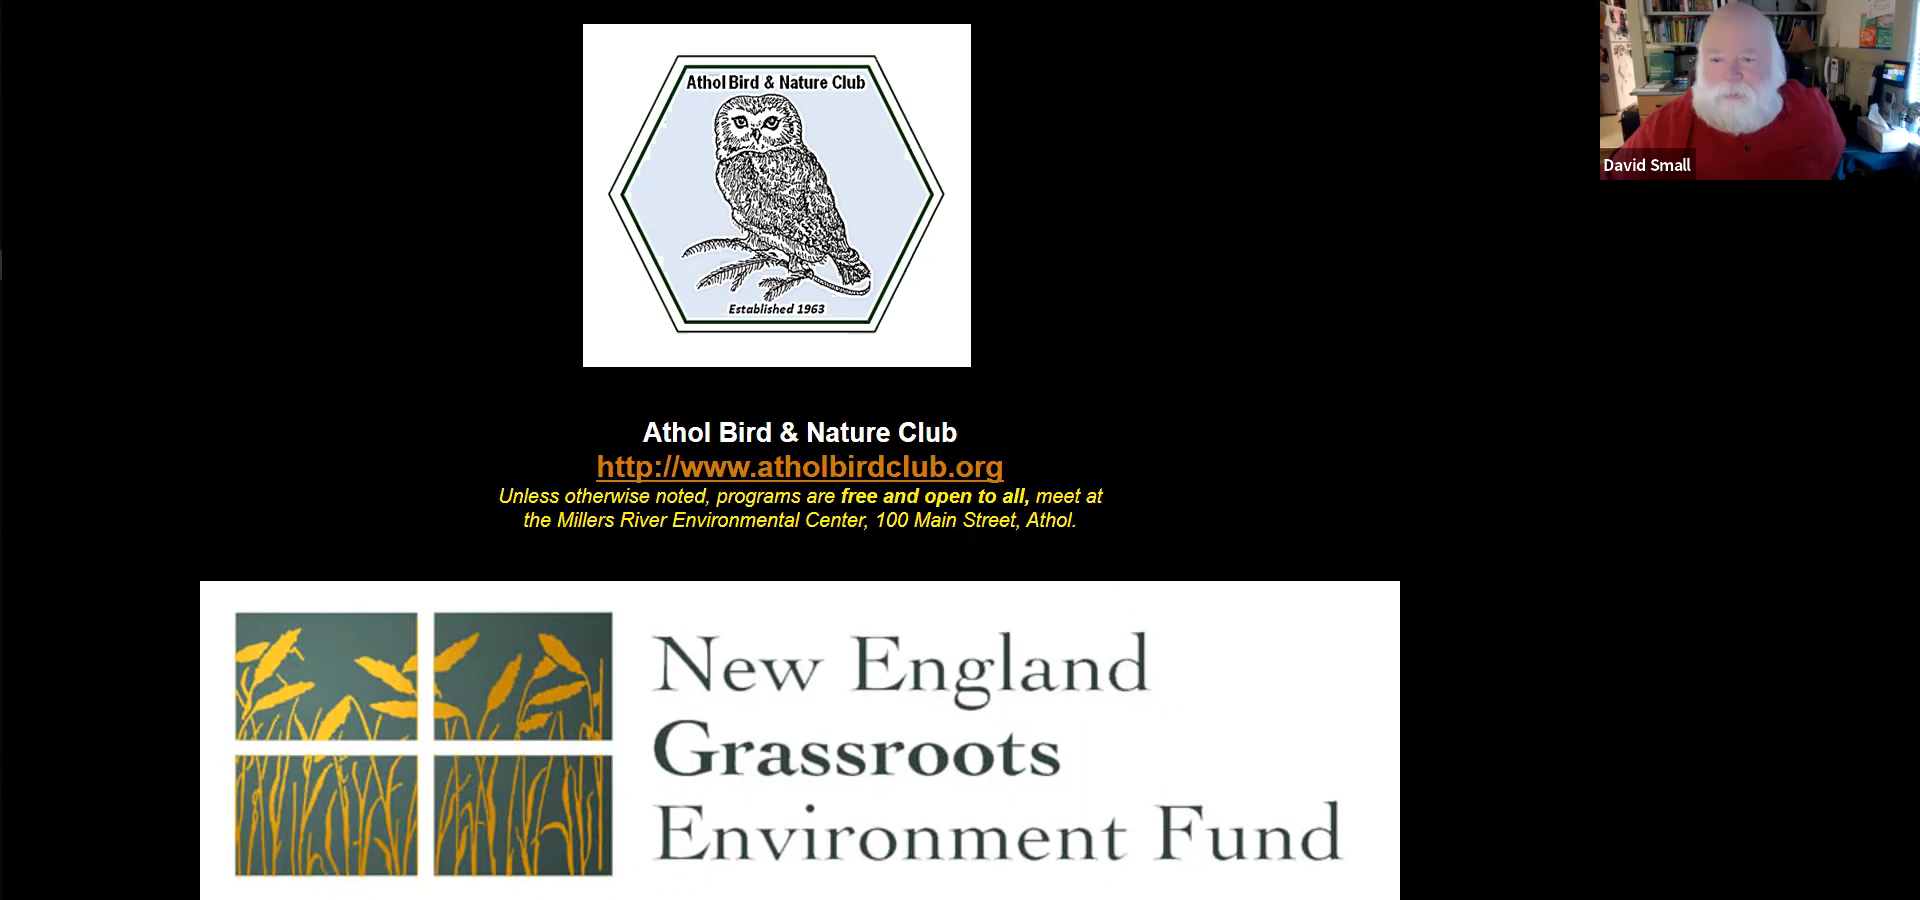 Athol Bird & Nature Club
Established 1963
David Small
Athol Bird & Nature Club
http://www.atholbirdclub.org
Unless otherwise noted, programs are free and open to all, meet at
the Millers River Environmental Center, 100 Main Street, Athol.
New England
Grassroots
Environment Fund